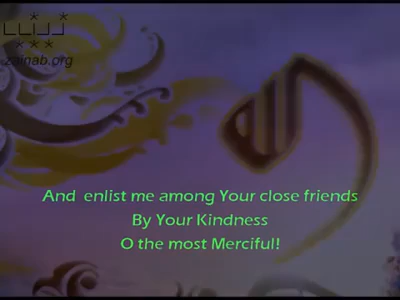 zainab.org
And enlist me among Your close friends
By Your Kindness
O the most Merciful!